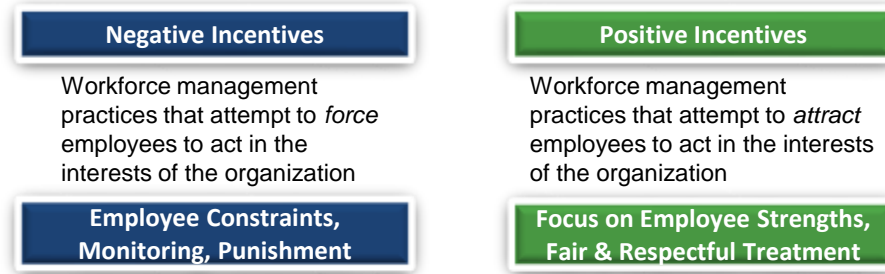 Negative Incentives
Workforce management
practices that attempt to force
employees to act in the
interests of the organization
Employee Constraints,
Monitoring, Punishment
Positive Incentives
Workforce management
practices that attempt to attract
employees to act in the interests
of the organization
Focus on Employee Strengths,
Fair & Respectful Treatment